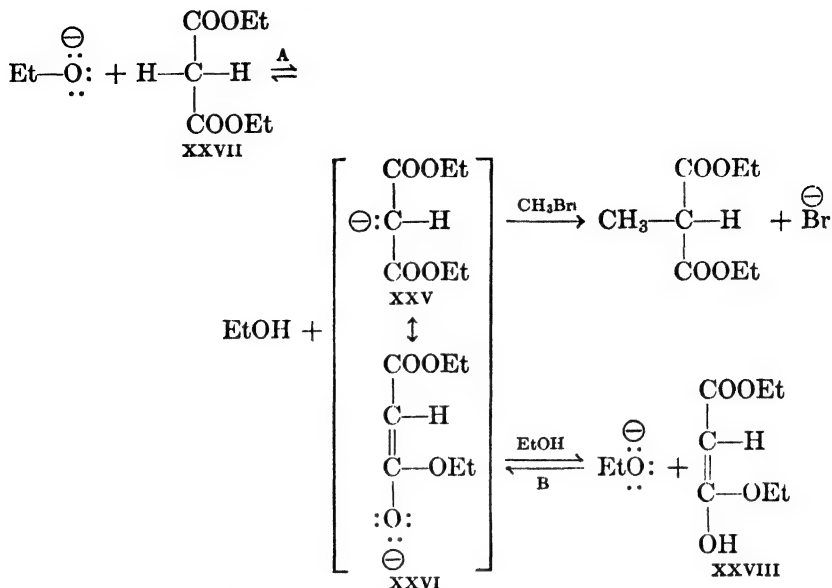 COOEt
Et—O: + H—C—H ⇌ A
COOEt
XXVII
COOEt
⊖:C—H
COOEt
XXV
CH₃Br
COOEt
CH₃—C—H + Br⊖
COOEt
EtOH +
↕
COOEt
C—H
C—OEt
:O:
⊖
XXVI
EtOH
B
EtO: +
COOEt
C—H
C—OEt
OH
XXVIII